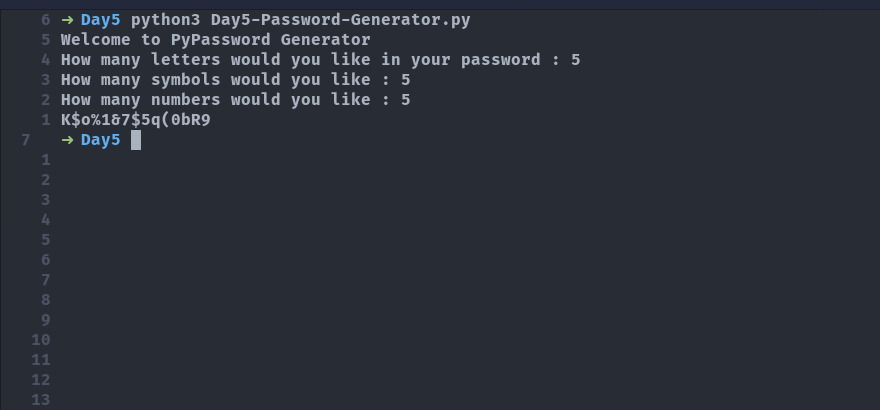 6 → Day5 python3 Day5-Password-Generator.py
5 Welcome to PyPassword Generator
4 How many letters would you like in your password : 5
3 How many symbols would you like : 5
2 How many numbers would you like : 5
1 K$o%1&7$5q(0bR9
7 → Day5
1
2
3
4
5
6
7
8
9
10
11
12
13